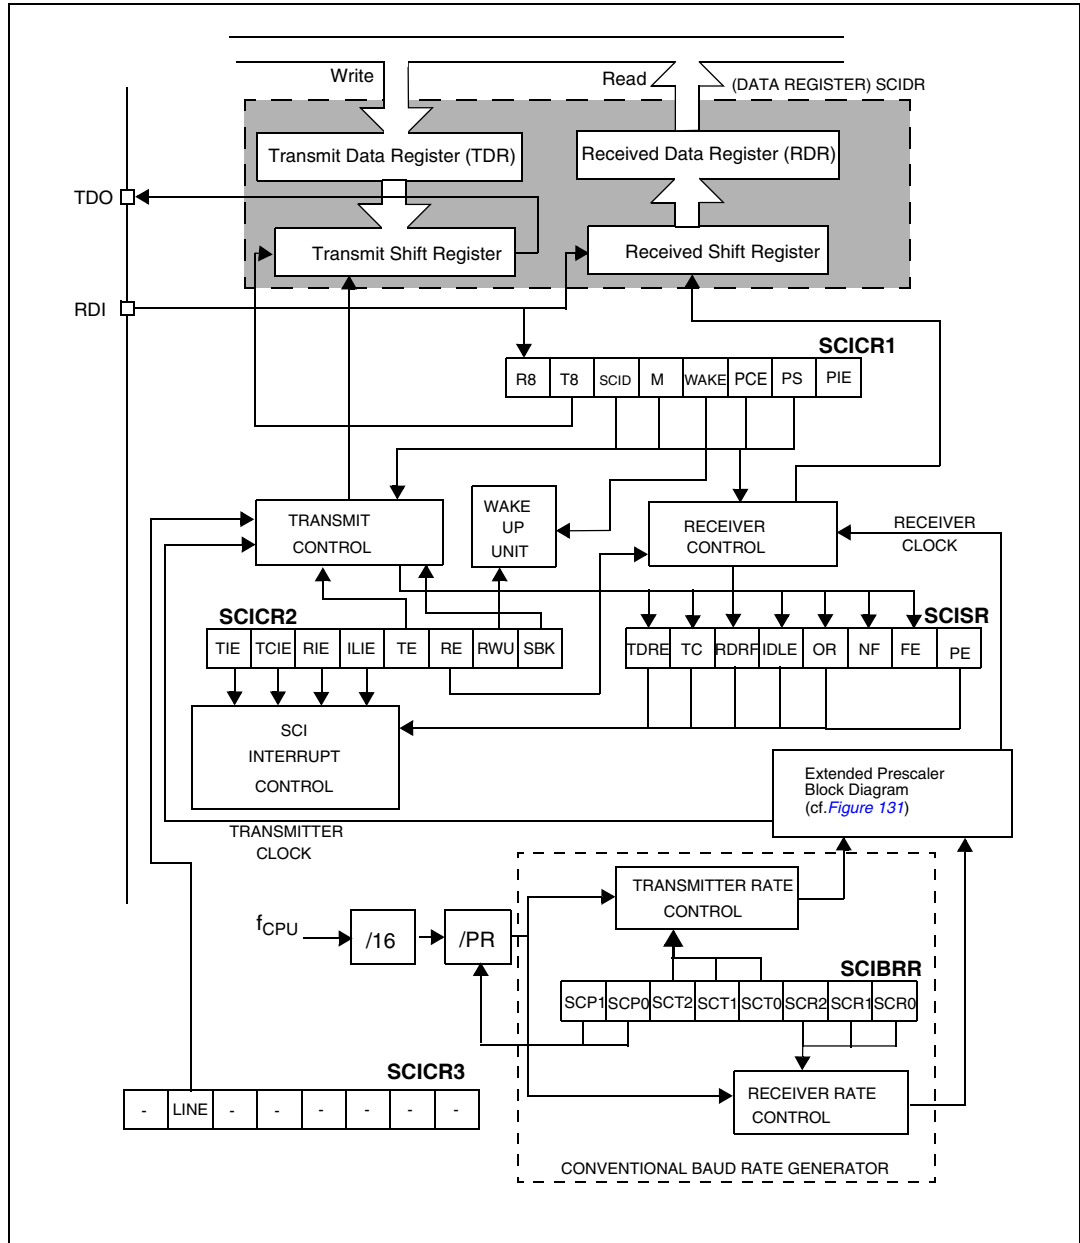 Write
Read
(DATA REGISTER) SCIDR
Transmit Data Register (TDR)
Received Data Register (RDR)
TDO
Transmit Shift Register
Received Shift Register
RDI
SCICR1
R8 T8 SCID M WAKE PCE PS PIE
TRANSMIT
CONTROL
WAKE
UP
UNIT
RECEIVER
CONTROL
RECEIVER
CLOCK
SCICR2
TIE TCIE RIE ILIE TE RE RWU SBK
SCISR
TDRE TC RDRF IDLE OR NF FE PE
SCI
INTERRUPT
CONTROL
Extended Prescaler
Block Diagram
(cf.Figure 131)
TRANSMITTER
CLOCK
TRANSMITTER RATE
CONTROL
fCPU
/16
/PR
SCIBRR
SCP1 SCP0 SCT2 SCT1 SCT0 SCR2 SCR1 SCR0
SCICR3
- LINE - - - - - -
RECEIVER RATE
CONTROL
CONVENTIONAL BAUD RATE GENERATOR